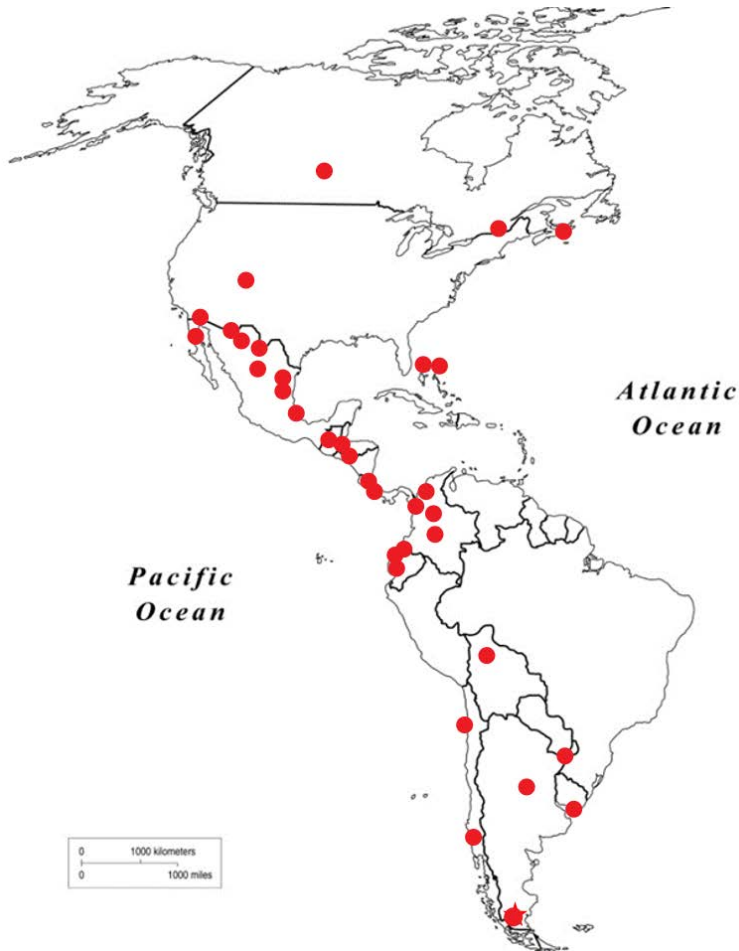 Atlantic
Ocean
Pacific
Ocean
0 1000 kilometers
0 1000 miles